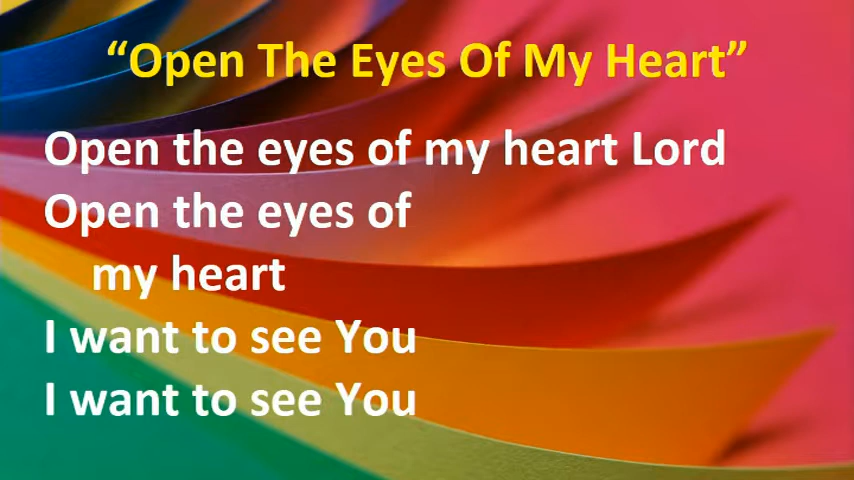 “Open The Eyes Of My Heart”
Open the eyes of my heart Lord
Open the eyes of
my heart
I want to see You
I want to see You